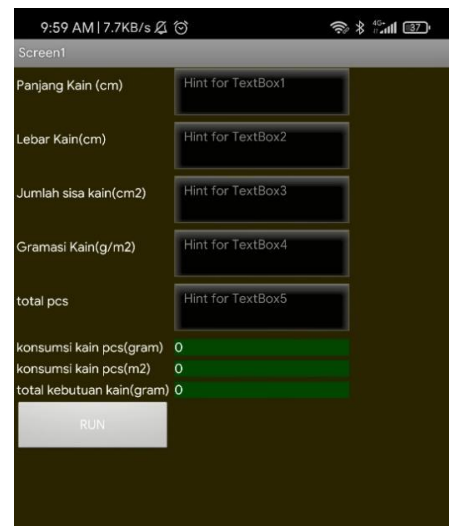 9:59 AM | 7.7KB/s 4G+ 37
Screen1
Panjang Kain (cm) Hint for TextBox1
Lebar Kain(cm) Hint for TextBox2
Jumlah sisa kain(cm2) Hint for TextBox3
Gramasi Kain(g/m2) Hint for TextBox4
total pcs Hint for TextBox5
konsumsi kain pcs(gram) 0
konsumsi kain pcs(m2) 0
total kebutuan kain(gram) 0
RUN